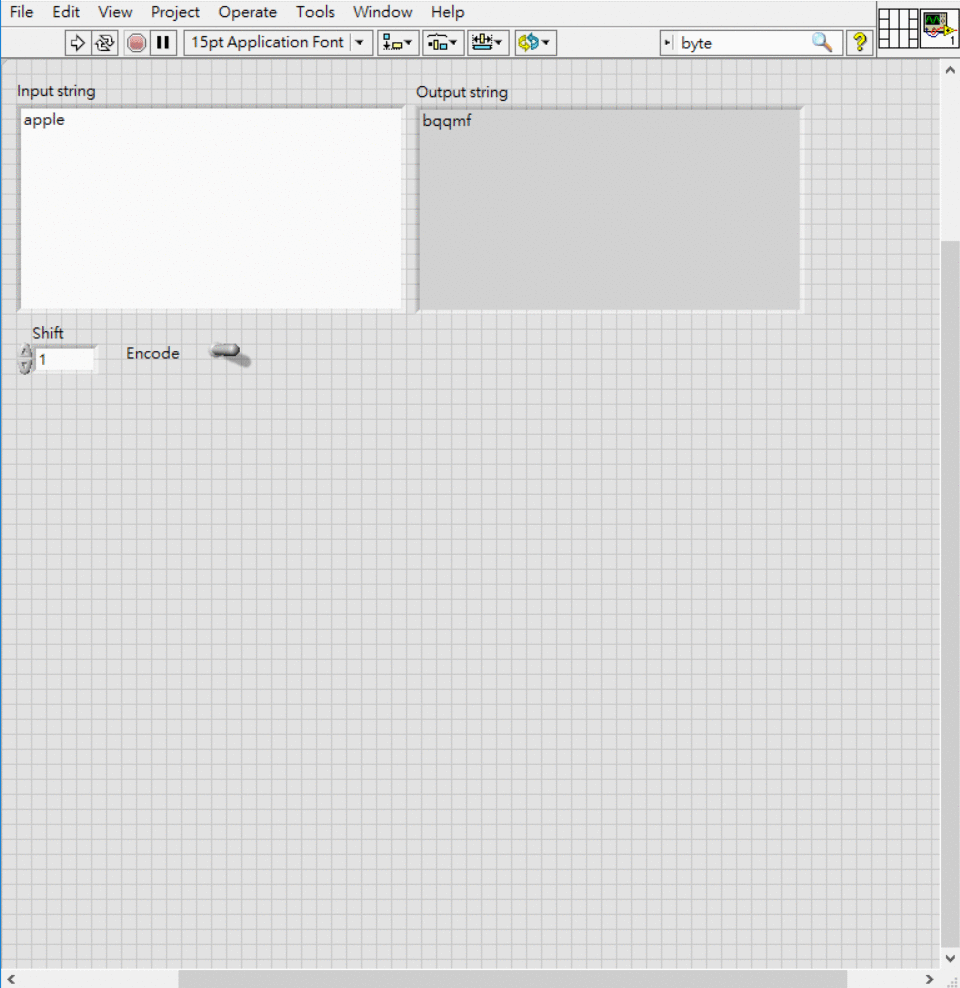 File Edit View Project Operate Tools Window Help
15pt Application Font byte ? 1
Input string Output string
apple bqqmf
Shift
1 Encode